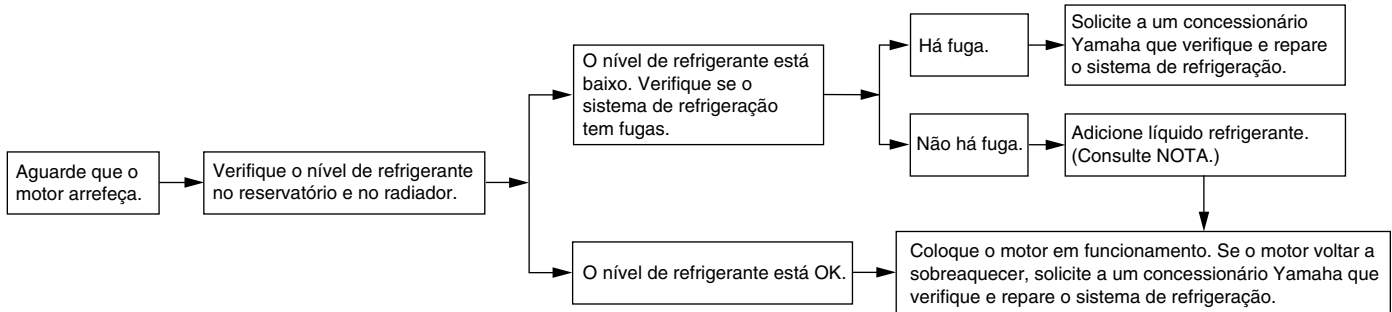 Aguarde que o
motor arrefeça.
Verifique o nível de refrigerante
no reservatório e no radiador.
O nível de refrigerante está
baixo. Verifique se o
sistema de refrigeração
tem fugas.
Há fuga.
Solicite a um concessionário
Yamaha que verifique e repare
o sistema de refrigeração.
Não há fuga.
Adicione líquido refrigerante.
(Consulte NOTA.)
O nível de refrigerante está OK.
Coloque o motor em funcionamento. Se o motor voltar a
sobreaquecer, solicite a um concessionário Yamaha que
verifique e repare o sistema de refrigeração.